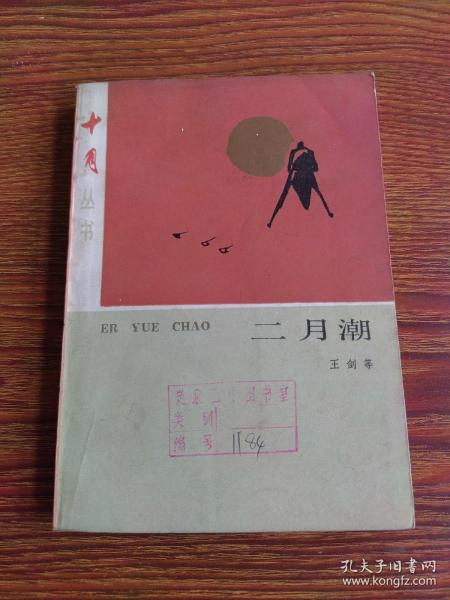 十月
丛书
ER YUE CHAO
二月潮
王剑等
类别
编号 1184
孔夫子旧书网
www.kongfz.com